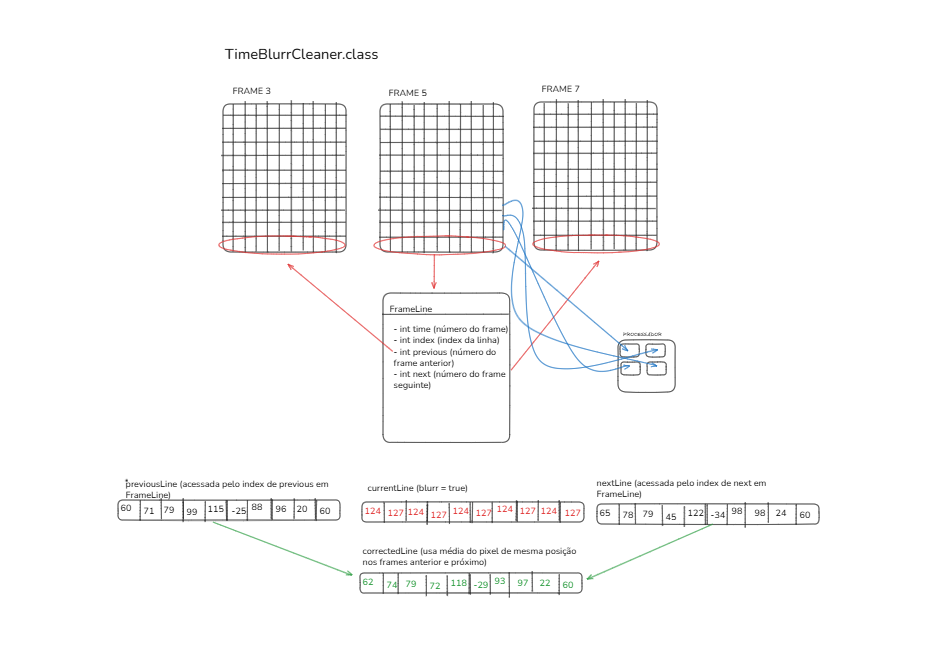 TimeBlurrCleaner.class
FRAME 3
FRAME 5
FRAME 7
FrameLine
- int time (número do frame)
- int index (index da linha)
- int previous (número do
frame anterior)
- int next (número do frame
seguinte)
PROCESSADOR
previousLine (acessada pelo index de previous em
FrameLine)
60 71 79 99 115 -25 88 96 20 60
currentLine (blurr = true)
124 127 124 127 124 127 124 127 124 127
nextLine (acessada pelo index de next em
FrameLine)
65 78 79 45 122 -34 98 98 24 60
correctedLine (usa média do pixel de mesma posição
nos frames anterior e próximo)
62 74 79 72 118 -29 93 97 22 60